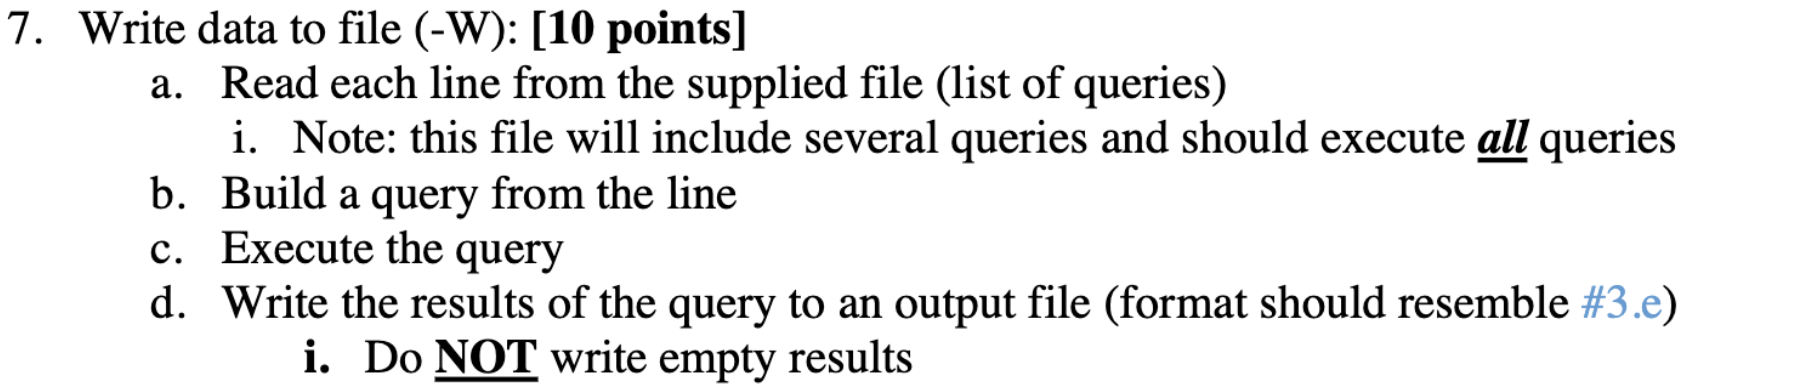 7. Write data to file (-W): [10 points]
a. Read each line from the supplied file (list of queries)
i. Note: this file will include several queries and should execute all queries
b. Build a query from the line
c. Execute the query
d. Write the results of the query to an output file (format should resemble #3.e)
i. Do NOT write empty results